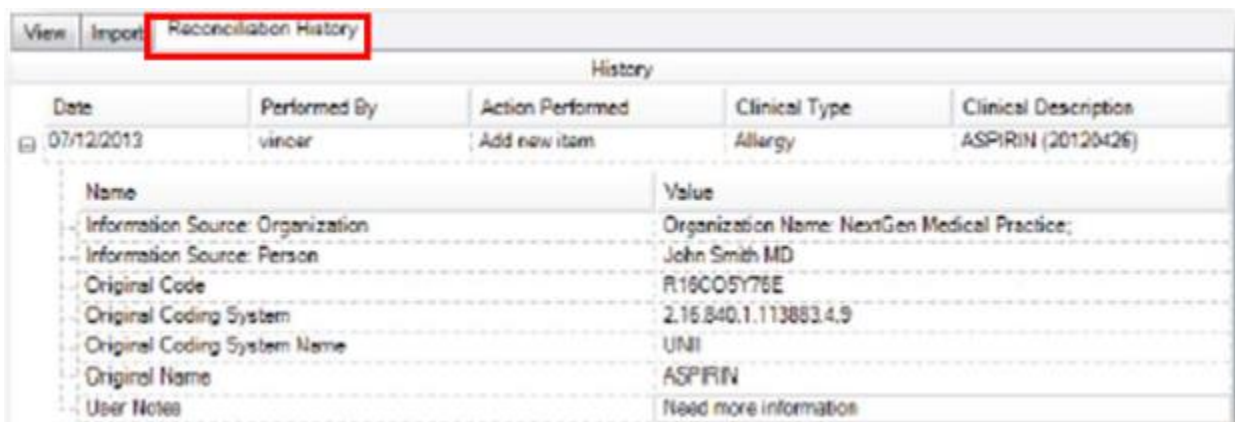 View Import Reconciliation History
History
Date Performed By Action Performed Clinical Type Clinical Description
07/12/2013 vincer Add new item Allergy ASPIRIN (20120426)
Name Value
Information Source: Organization Organization Name: NextGen Medical Practice;
Information Source: Person John Smith MD
Original Code R16CO5Y76E
Original Coding System 2.16.840.1.113883.4.9
Original Coding System Name UNII
Original Name ASPIRIN
User Notes Need more information